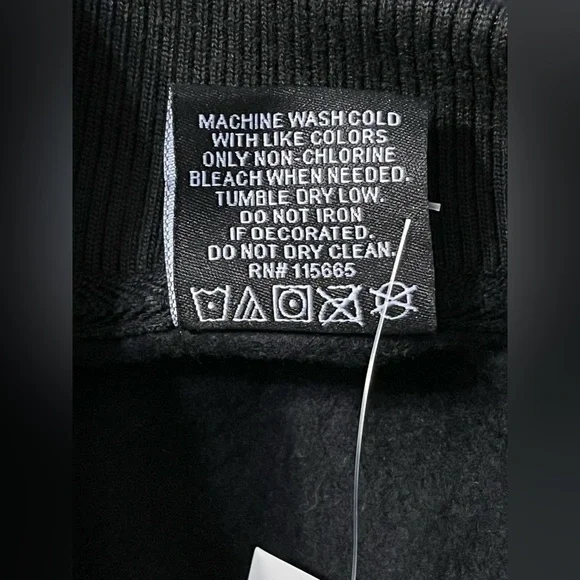 MACHINE WASH COLD
WITH LIKE COLORS
ONLY NON-CHLORINE
BLEACH WHEN NEEDED.
TUMBLE DRY LOW.
DO NOT IRON
IF DECORATED.
DO NOT DRY CLEAN.
RN# 115665